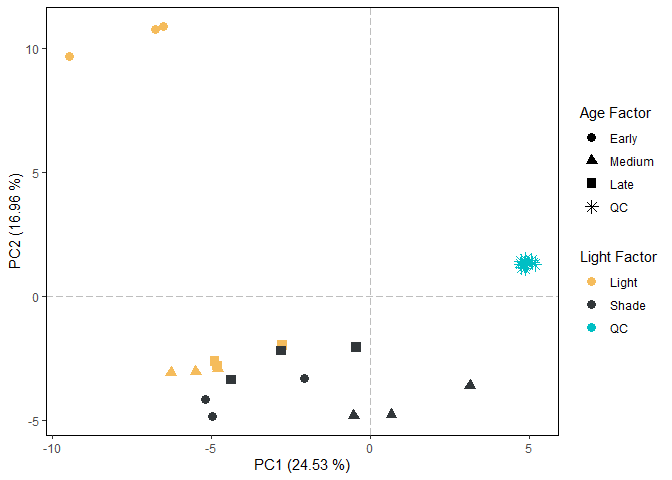 10
5
0
-5
PC2 (16.96 %)
-10
-5
0
5
PC1 (24.53 %)
Age Factor
Early
Medium
Late
QC
Light Factor
Light
Shade
QC